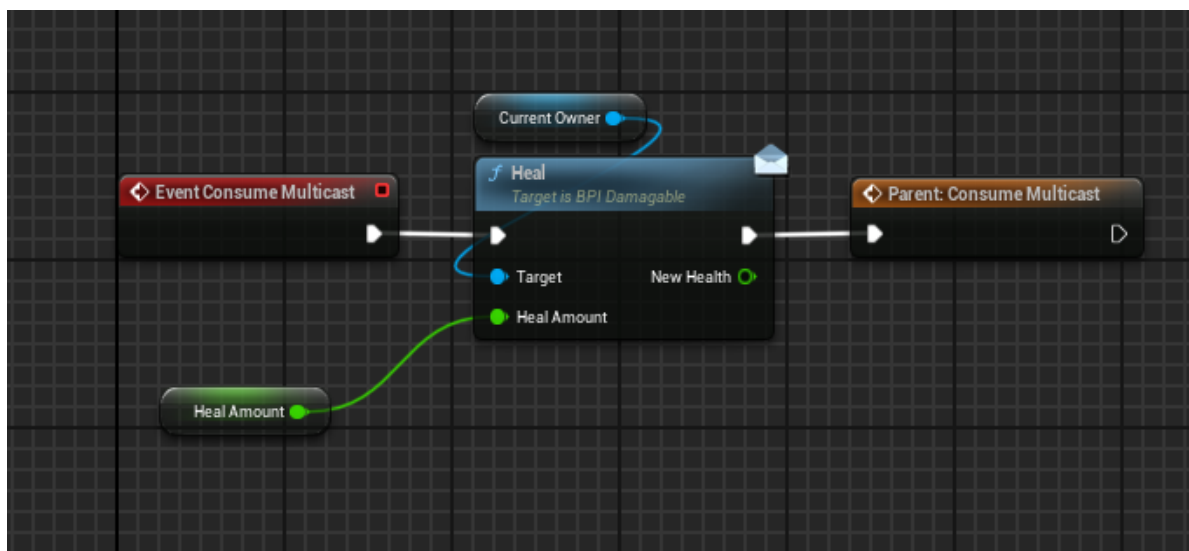 Current Owner
Event Consume Multicast
f Heal
Target is BPI Damagable
Parent: Consume Multicast
Target
New Health
Heal Amount
Heal Amount